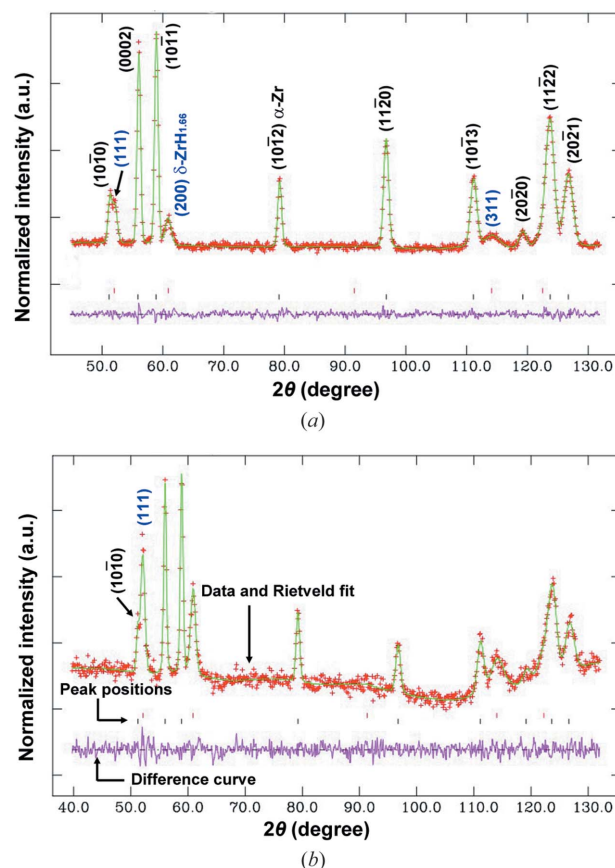 (0002)
(101̄1)
(101̄0)
(111)
(200) δ-ZrH1.66
(101̄2) α-Zr
(112̄0)
(101̄3)
(311)
(202̄0)
(112̄2)
(202̄1)
Normalized intensity (a.u.)
50.0 60.0 70.0 80.0 90.0 100.0 110.0 120.0 130.0
2θ (degree)
(a)
(101̄0)
(111)
Data and Rietveld fit
Peak positions
Difference curve
Normalized intensity (a.u.)
40.0 50.0 60.0 70.0 80.0 90.0 100.0 110.0 120.0 130.0
2θ (degree)
(b)